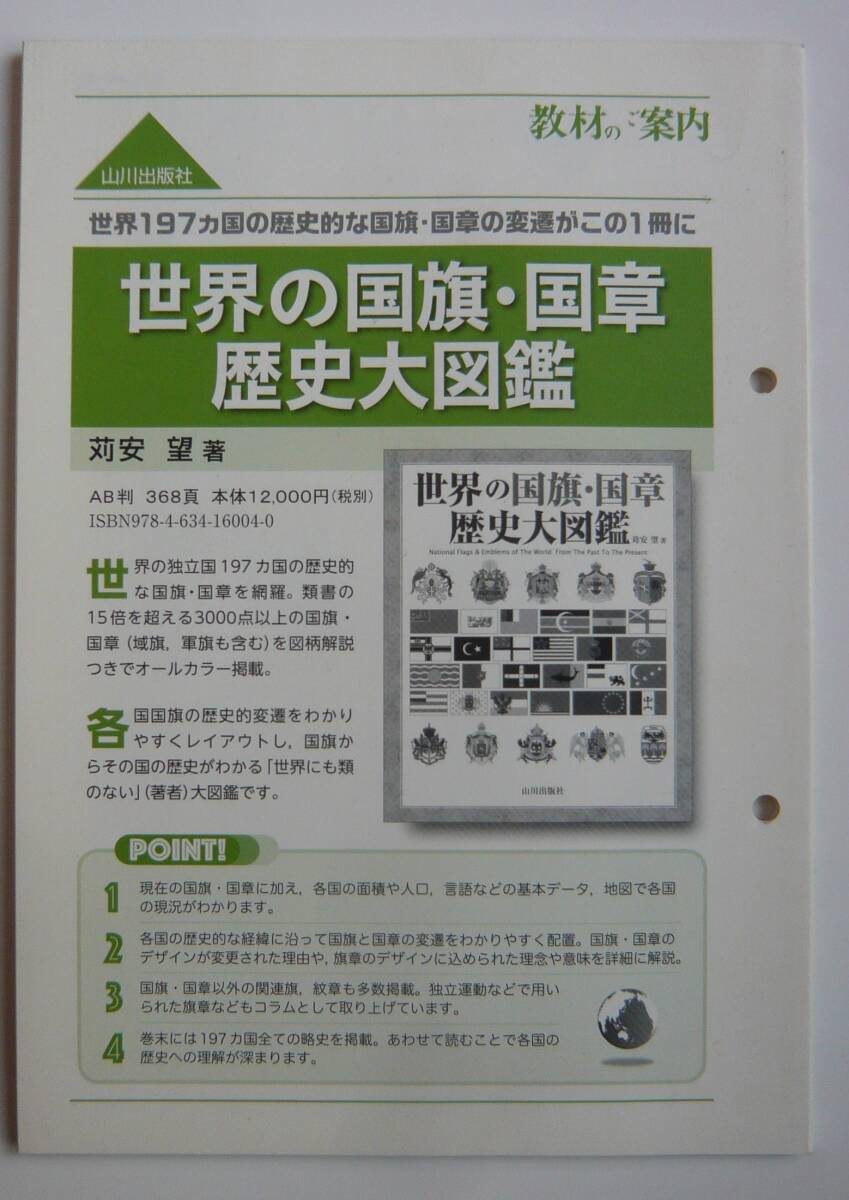 教材のご案内
山川出版社
世界197ヵ国の歴史的な国旗・国章の変遷がこの1冊に
世界の国旗・国章
歴史大図鑑
苅安 望 著
AB判 368頁 本体12,000円(税別)
ISBN978-4-634-16004-0
世界の独立国197カ国の歴史的
な国旗・国章を網羅。類書の
15倍を超える3000点以上の国旗・
国章(域旗，軍旗も含む)を図柄解説
つきでオールカラー掲載。
各国国旗の歴史的変遷をわかり
やすくレイアウトし，国旗か
らその国の歴史がわかる「世界にも類
のない」(著者)大図鑑です。
世界の国旗・国章
歴史大図鑑 苅安 望 著
National Flags & Emblems of The World From The Past To The Present
山川出版社
POINT!
1 現在の国旗・国章に加え，各国の面積や人口，言語などの基本データ，地図で各国
の現況がわかります。
2 各国の歴史的な経緯に沿って国旗と国章の変遷をわかりやすく配置。国旗・国章の
デザインが変更された理由や，旗章のデザインに込められた理念や意味を詳細に解説。
3 国旗・国章以外の関連旗，紋章も多数掲載。独立運動などで用い
られた旗章などもコラムとして取り上げています。
4 巻末には197カ国全ての略史を掲載。あわせて読むことで各国の
歴史への理解が深まります。